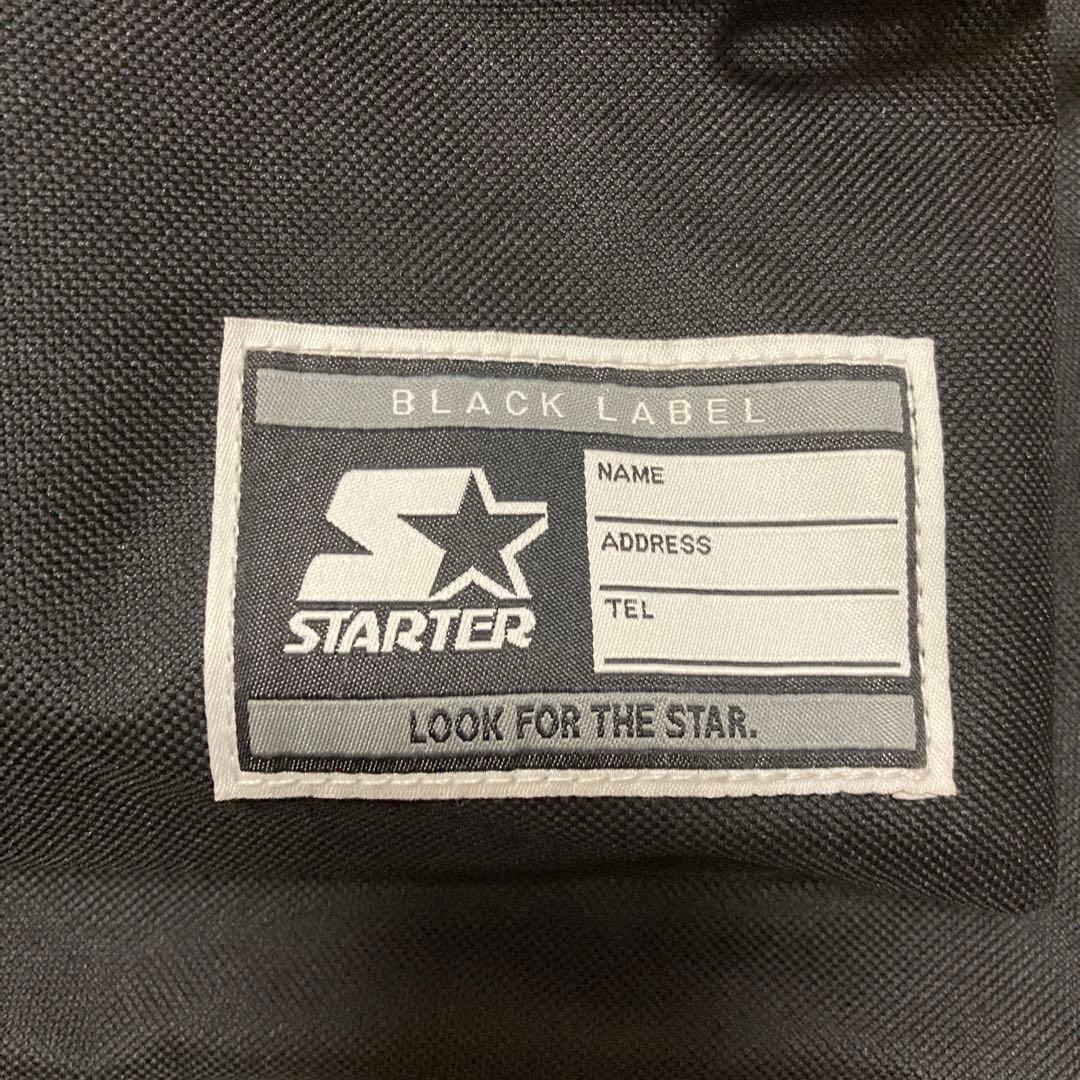 BLACK LABEL
STARTER
NAME
ADDRESS
TEL
LOOK FOR THE STAR.